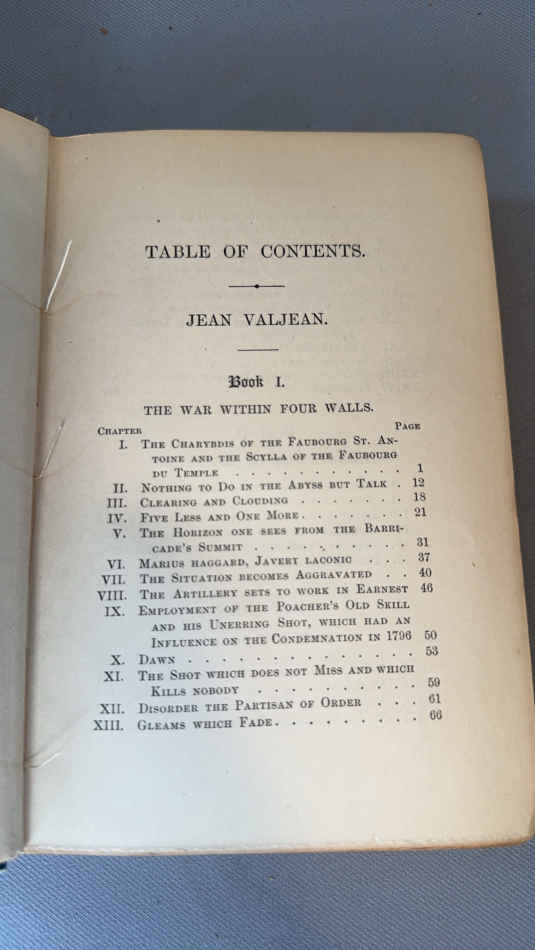 TABLE OF CONTENTS.
JEAN VALJEAN.
Book I.
THE WAR WITHIN FOUR WALLS.
CHAPTER PAGE
I. THE CHARYBDIS OF THE FAUBOURG ST. AN-
TOINE AND THE SCYLLA OF THE FAUBOURG
DU TEMPLE . . . . . . . . . . . 1
II. NOTHING TO DO IN THE ABYSS BUT TALK . 12
III. CLEARING AND CLOUDING . . . . . . . 18
IV. FIVE LESS AND ONE MORE . . . . . . . 21
V. THE HORIZON ONE SEES FROM THE BARRI-
CADE'S SUMMIT . . . . . . . . . . 31
VI. MARIUS HAGGARD, JAVERT LACONIC . . . 37
VII. THE SITUATION BECOMES AGGRAVATED . . 40
VIII. THE ARTILLERY SETS TO WORK IN EARNEST 46
IX. EMPLOYMENT OF THE POACHER'S OLD SKILL
AND HIS UNERRING SHOT, WHICH HAD AN
INFLUENCE ON THE CONDEMNATION IN 1796 50
X. DAWN . . . . . . . . . . . . . . 53
XI. THE SHOT WHICH DOES NOT MISS AND WHICH
KILLS NOBODY . . . . . . . . . . 59
XII. DISORDER THE PARTISAN OF ORDER . . . 61
XIII. GLEAMS WHICH FADE . . . . . . . . . 66